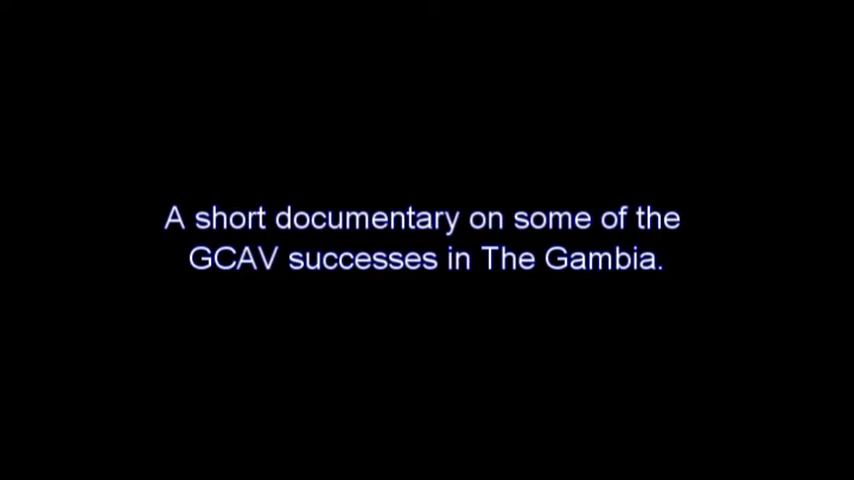 A short documentary on some of the
GCAV successes in The Gambia.